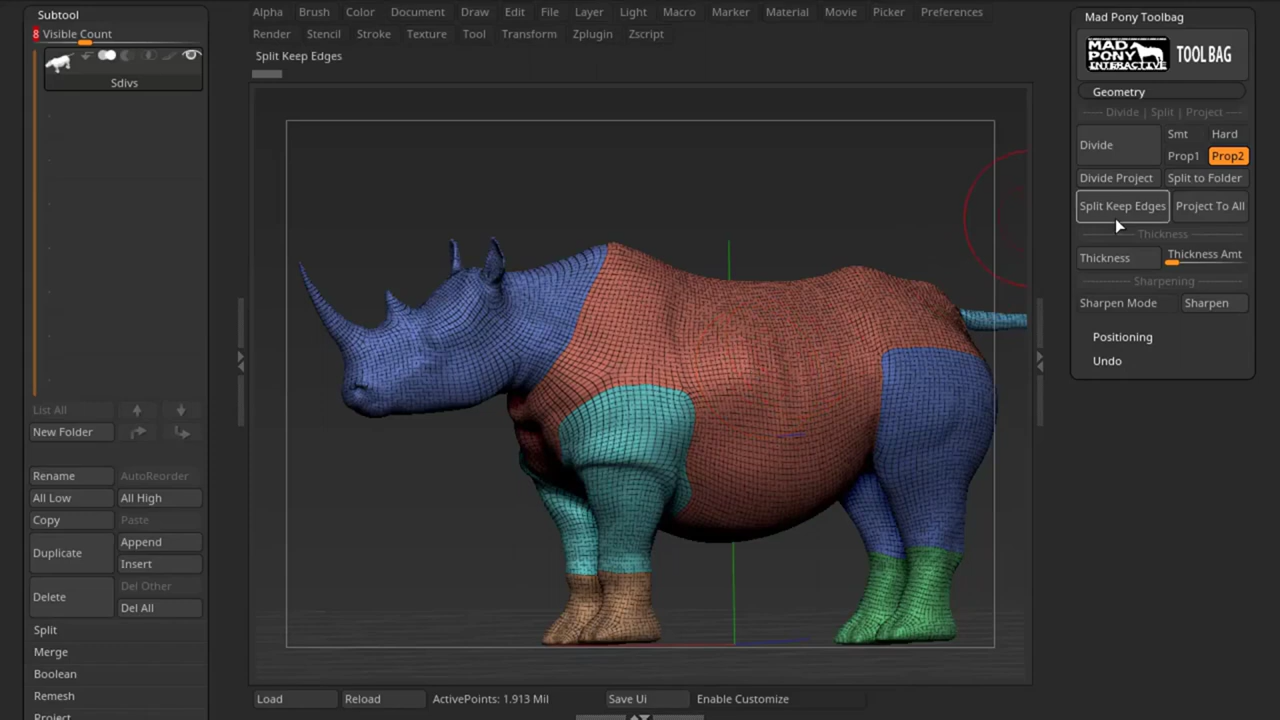 Subtool
8 Visible Count
Sdivs
List All
New Folder
Rename AutoReorder
All Low All High
Copy Paste
Duplicate Append
Insert
Delete Del Other
Del All
Split
Merge
Boolean
Remesh
Project
Alpha Brush Color Document Draw Edit File Layer Light Macro Marker Material Movie Picker Preferences
Render Stencil Stroke Texture Tool Transform Zplugin Zscript
Split Keep Edges
Load Reload ActivePoints: 1.913 Mil Save Ui Enable Customize
Mad Pony Toolbag
MAD PONY INTERACTIVE TOOL BAG
Geometry
Divide | Split | Project
Divide Smt Hard
Prop1 Prop2
Divide Project Split to Folder
Split Keep Edges Project To All
Thickness
Thickness Thickness Amt
Sharpening
Sharpen Mode Sharpen
Positioning
Undo